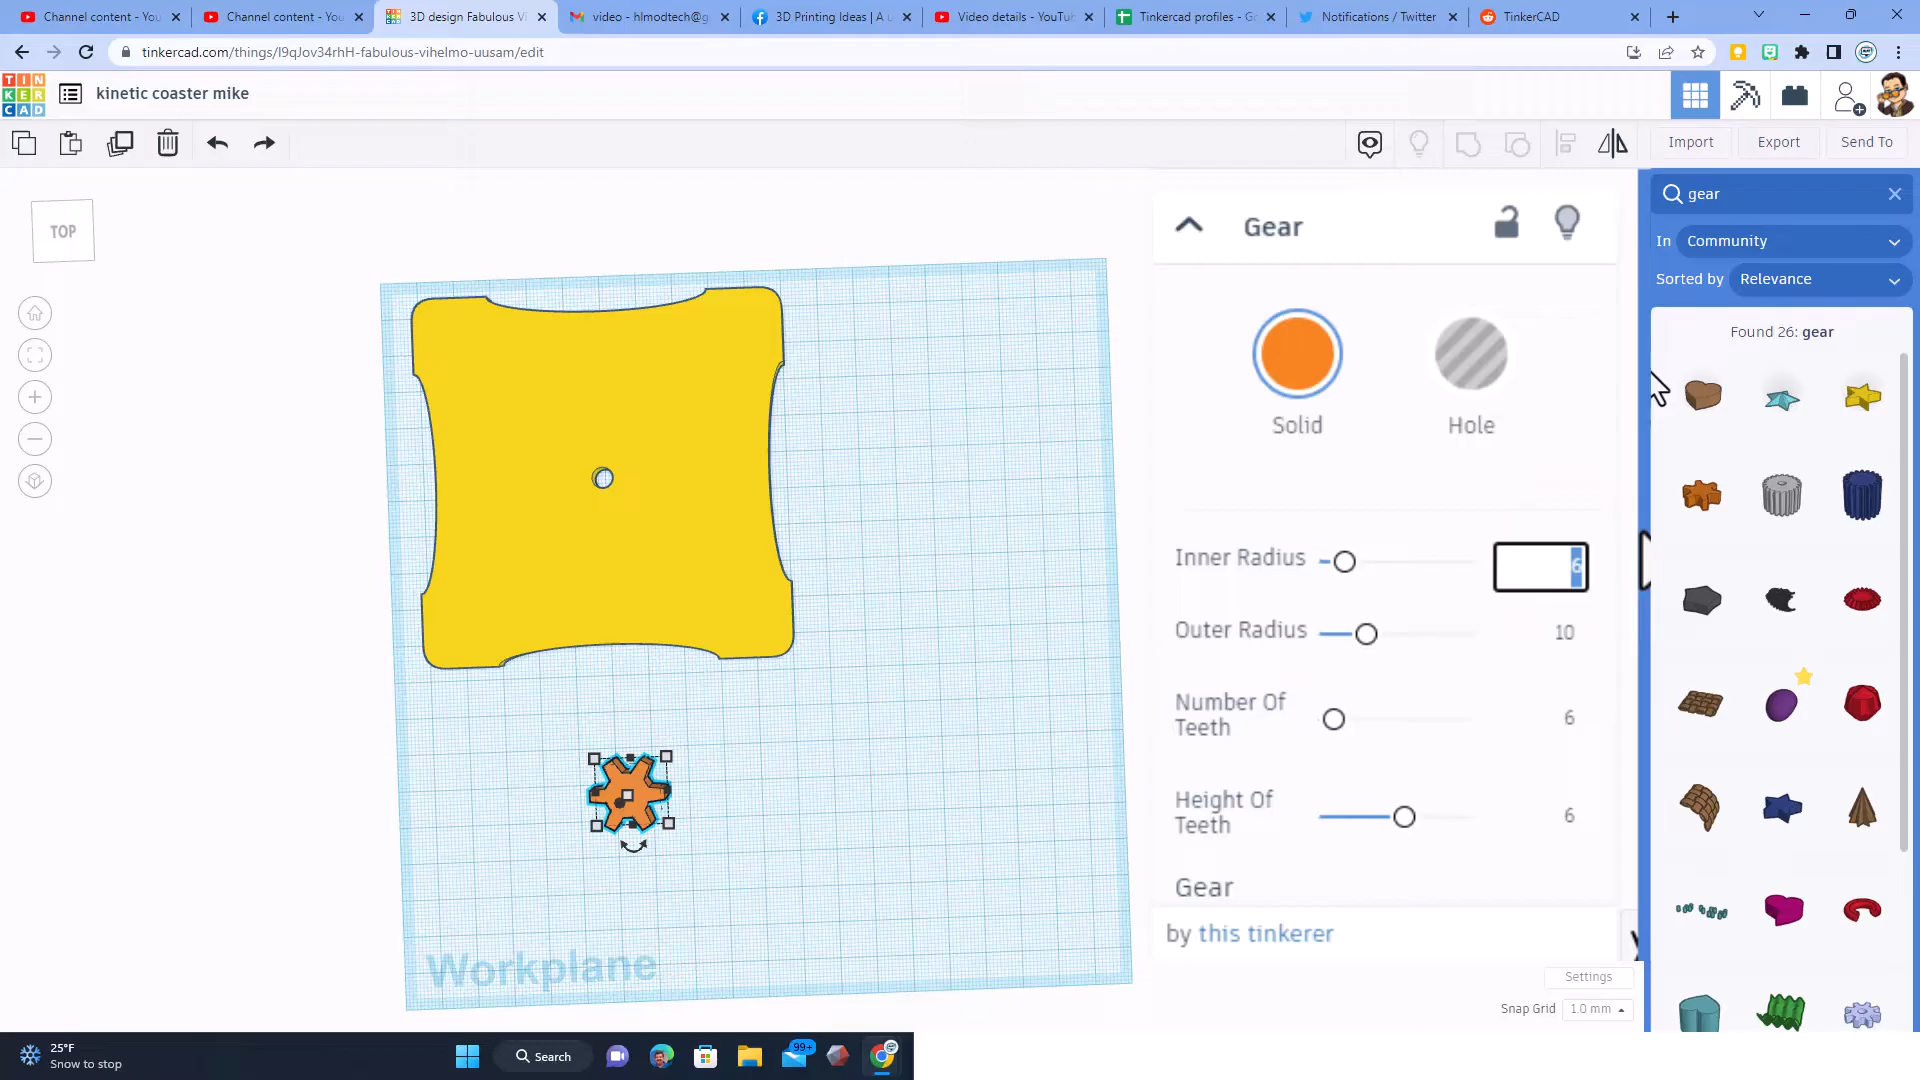 Channel content - You
Channel content - You
3D design Fabulous Vi
video - hlmodtech@g
3D Printing Ideas | A u
Video details - YouTub
Tinkercad profiles - Go
Notifications / Twitter
TinkerCAD
tinkercad.com/things/l9qJov34rhH-fabulous-vihelmo-uusam/edit
TIN
KER
CAD
kinetic coaster mike
Import
Export
Send To
TOP
Gear
Solid
Hole
Inner Radius
6
Outer Radius
10
Number Of
Teeth
6
Height Of
Teeth
6
Gear
by this tinkerer
Settings
Snap Grid
1.0 mm
gear
In
Community
Sorted by
Relevance
Found 26: gear
Workplane
25°F
Snow to stop
Search
99+